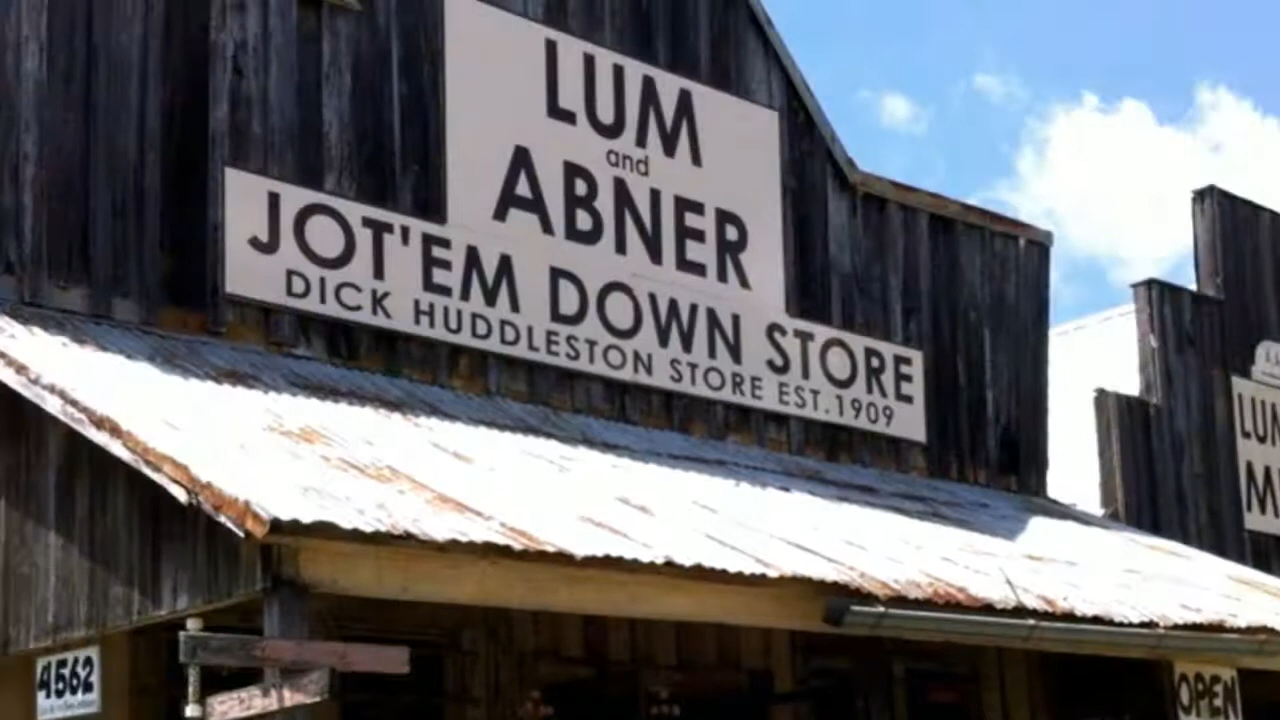 LUM
and
ABNER
JOT'EM DOWN STORE
DICK HUDDLESTON STORE EST.1909
4562
OPEN